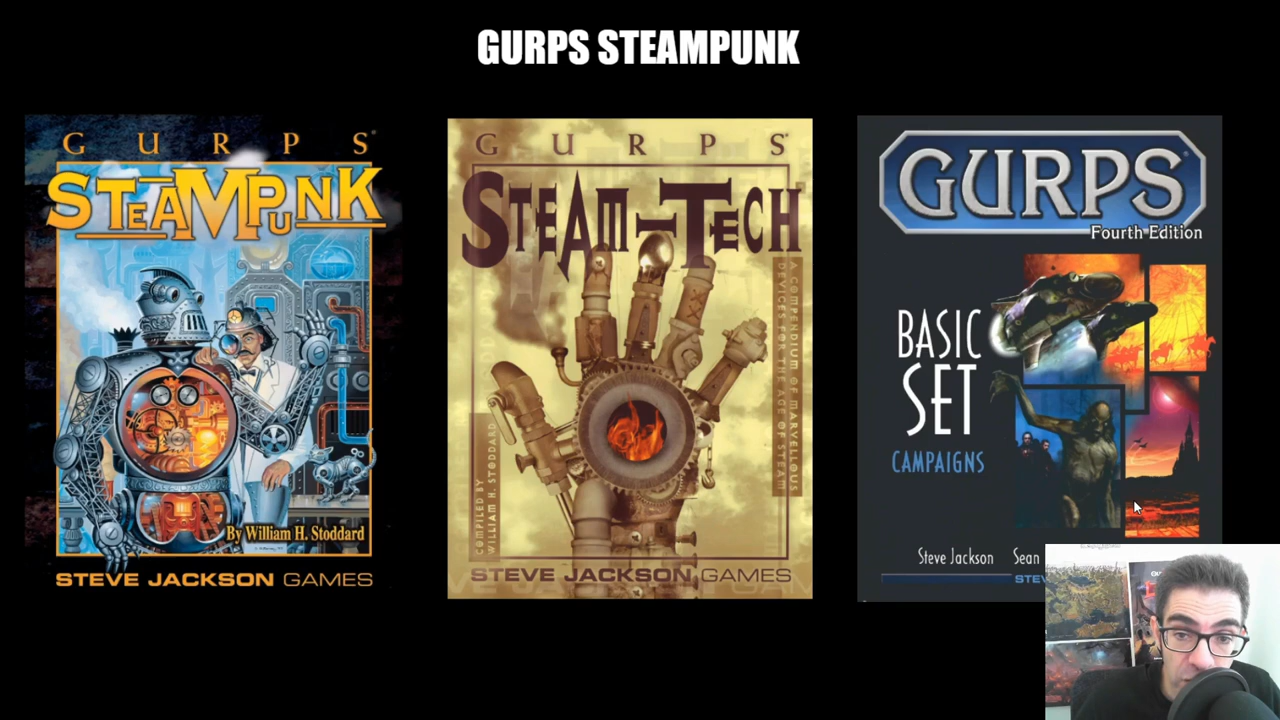 GURPS STEAMPUNK
GURPS
STEAMPUNK
By William H. Stoddard
STEVE JACKSON GAMES
GURPS
STEAM-TECH
A COMPENDIUM OF MARVELLOUS
DEVICES FOR THE AGE OF STEAM
COMPILED BY
WILLIAM H. STODDARD
STEVE JACKSON GAMES
GURPS
Fourth Edition
BASIC
SET
CAMPAIGNS
Steve Jackson Sean
STEV